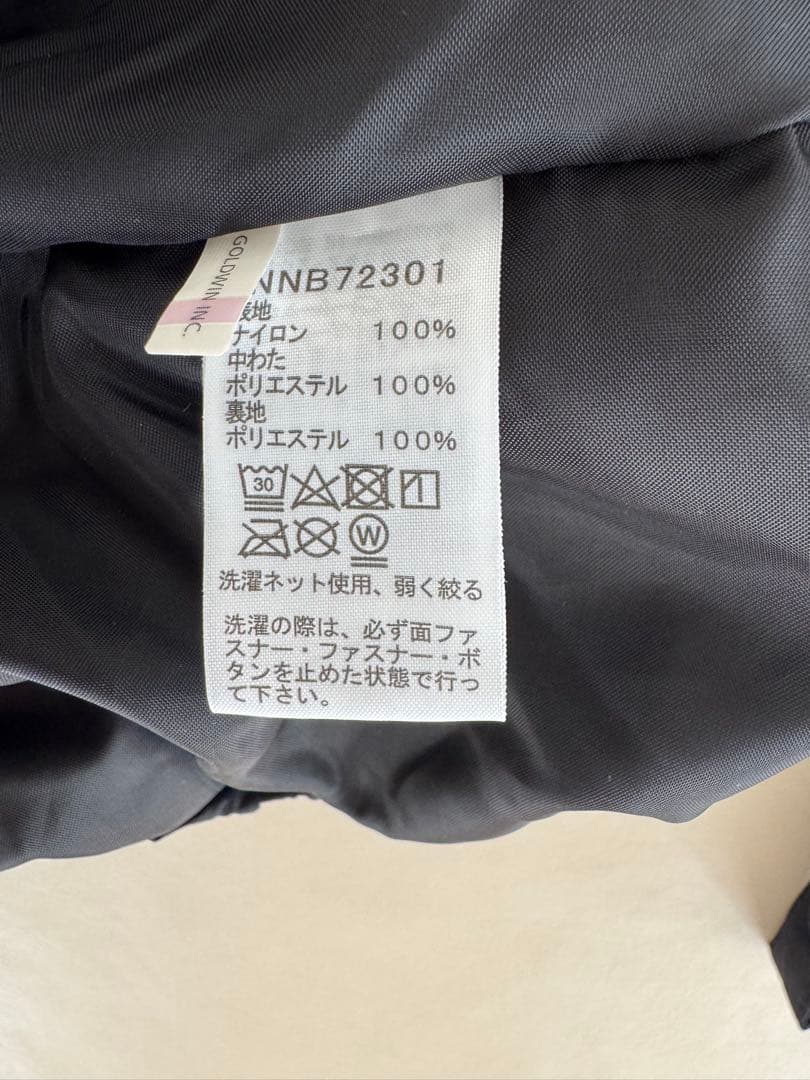 GOLDWIN INC.
NNB72301
表地
ナイロン 100%
中わた
ポリエステル 100%
裏地
ポリエステル 100%
30
W
洗濯ネット使用、弱く絞る
洗濯の際は、必ず面ファ
スナー・ファスナー・ボ
タンを止めた状態で行っ
て下さい。